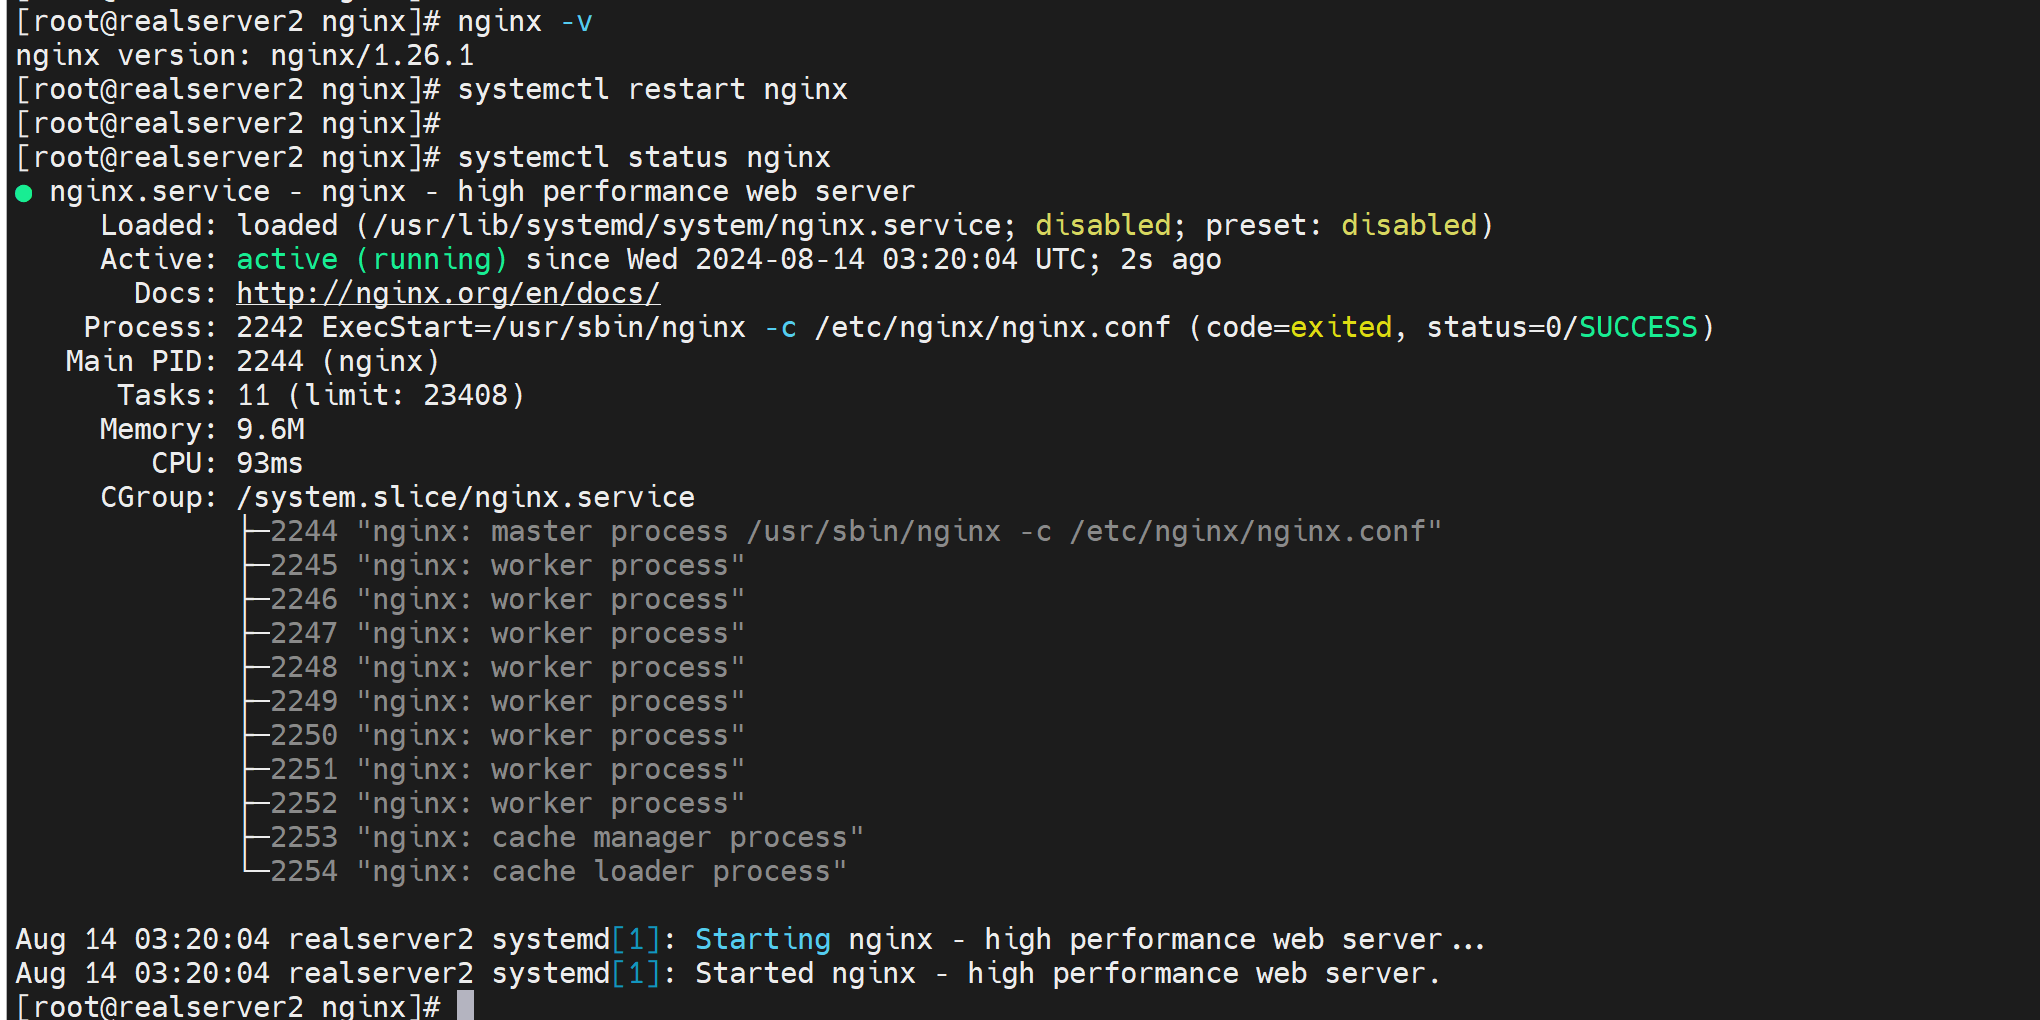 [root@realserver2 nginx]# nginx -v
nginx version: nginx/1.26.1
[root@realserver2 nginx]# systemctl restart nginx
[root@realserver2 nginx]#
[root@realserver2 nginx]# systemctl status nginx
● nginx.service - nginx - high performance web server
     Loaded: loaded (/usr/lib/systemd/system/nginx.service; disabled; preset: disabled)
     Active: active (running) since Wed 2024-08-14 03:20:04 UTC; 2s ago
       Docs: http://nginx.org/en/docs/
    Process: 2242 ExecStart=/usr/sbin/nginx -c /etc/nginx/nginx.conf (code=exited, status=0/SUCCESS)
   Main PID: 2244 (nginx)
      Tasks: 11 (limit: 23408)
     Memory: 9.6M
        CPU: 93ms
     CGroup: /system.slice/nginx.service
             ├─2244 "nginx: master process /usr/sbin/nginx -c /etc/nginx/nginx.conf"
             ├─2245 "nginx: worker process"
             ├─2246 "nginx: worker process"
             ├─2247 "nginx: worker process"
             ├─2248 "nginx: worker process"
             ├─2249 "nginx: worker process"
             ├─2250 "nginx: worker process"
             ├─2251 "nginx: worker process"
             ├─2252 "nginx: worker process"
             ├─2253 "nginx: cache manager process"
             └─2254 "nginx: cache loader process"
Aug 14 03:20:04 realserver2 systemd[1]: Starting nginx - high performance web server...
Aug 14 03:20:04 realserver2 systemd[1]: Started nginx - high performance web server.
[root@realserver2 nginx]#